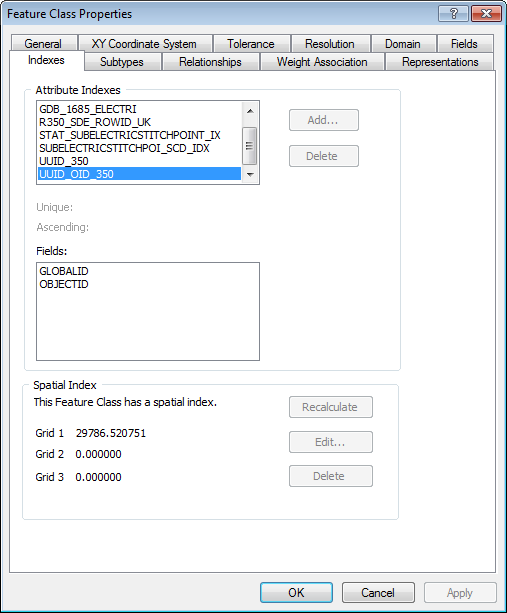 Feature Class Properties
?
General XY Coordinate System Tolerance Resolution Domain Fields
Indexes Subtypes Relationships Weight Association Representations
Attribute Indexes
GDB_1685_ELECTRI
R350_SDE_ROWID_UK
STAT_SUBELECTRICSTITCHPOINT_IX
SUBELECTRICSTITCHPOI_SCD_IDX
UUID_350
UUID_OID_350
Add...
Delete
Unique:
Ascending:
Fields:
GLOBALID
OBJECTID
Spatial Index
This Feature Class has a spatial index.
Grid 1 29786.520751
Grid 2 0.000000
Grid 3 0.000000
Recalculate
Edit...
Delete
OK Cancel Apply